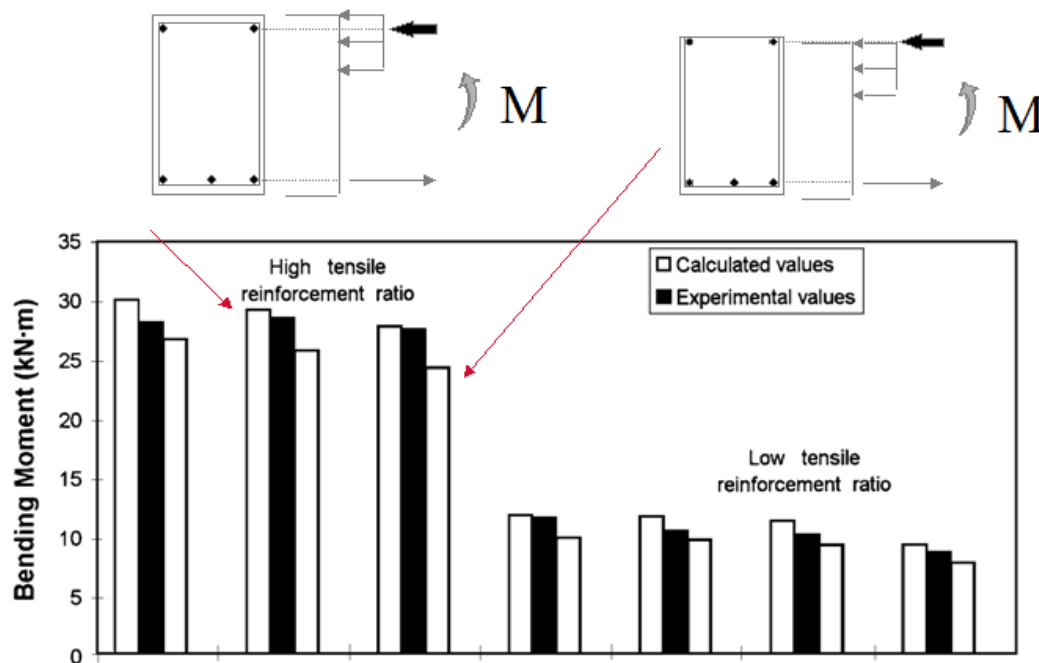 M
M
35
30
25
20
15
10
5
0
Bending Moment (kN·m)
High tensile
reinforcement ratio
Calculated values
Experimental values
Low tensile
reinforcement ratio